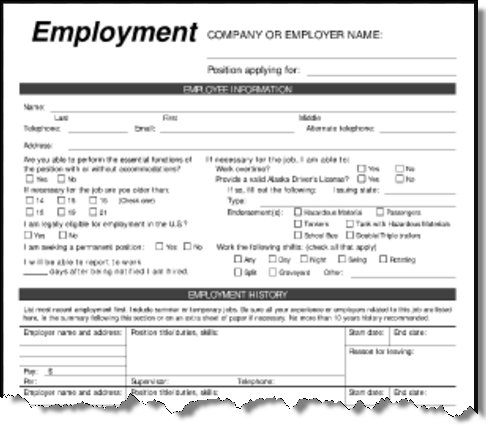 Employment COMPANY OR EMPLOYER NAME:
Position applying for:
EMPLOYEE INFORMATION
Name:
Last First Middle
Telephone: Email: Alternate telephone:
Address:
Are you able to perform the essential functions of
the position with or without accommodations?
Yes No
If necessary for the job are you older than:
14 15 16 (Check one)
18 19 21
I am legally eligible for employment in the U.S.?
Yes No
I am seeking a permanent position: Yes No
I will be able to report to work
days after being notified I am hired.
If necessary for the job, I am able to:
Work overtime? Yes No
Provide a valid Alaska Driver's License? Yes No
If so, fill out the following: Issuing state:
Type:
Endorsement(s): Hazardous Material Passengers
Tankers Tank with Hazardous Materials
School Bus Double/Triple trailers
Work the following shifts: (check all that apply)
Any Day Night Swing Rotating
Split Graveyard Other:
EMPLOYMENT HISTORY
List most recent employment first. Include summer or temporary jobs. Be sure all your experience or employers related to this job are listed
here, in the summary following this section or on an extra sheet of paper if necessary. No more than 10 years history recommended.
Employer name and address: Position title/duties, skills: Start date: End date:
Reason for leaving:
Pay: $
Per: Supervisor: Telephone:
Employer name and address: Position title/duties, skills: Start date: End date: